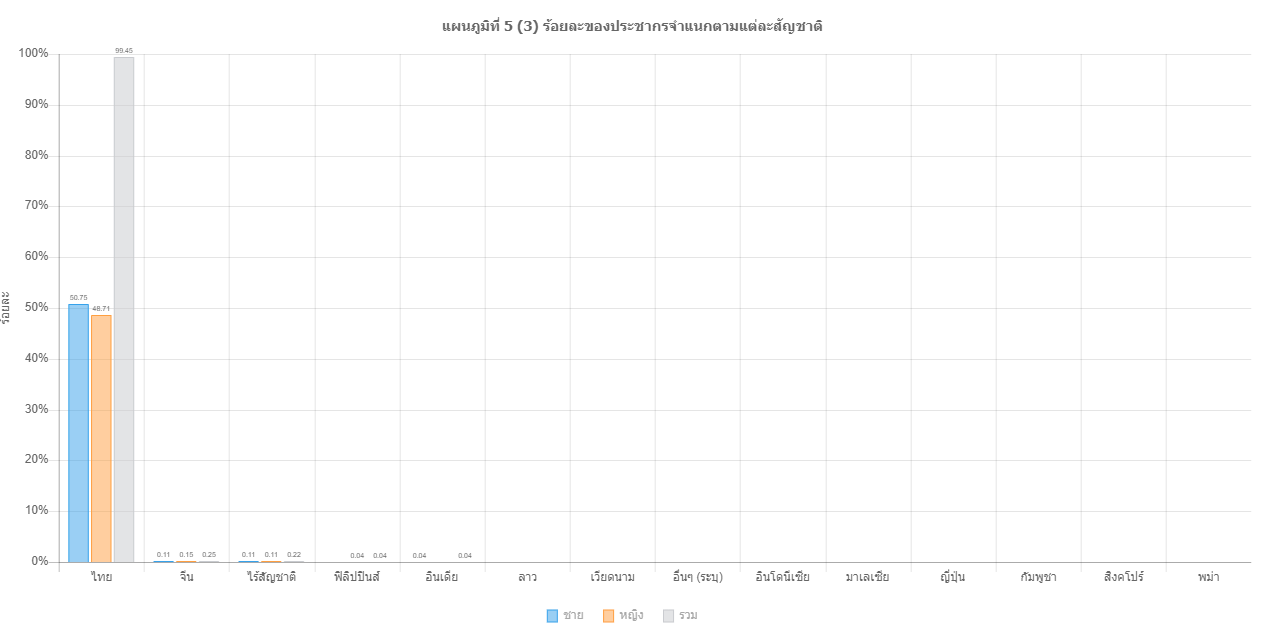 แผนภูมิที่ 5 (3) ร้อยละของประชากรจำแนกตามแต่ละสัญชาติ
ร้อยละ
100%
90%
80%
70%
60%
50%
40%
30%
20%
10%
0%
50.75 48.71 99.45
0.11 0.15 0.25
0.11 0.11 0.22
0.04 0.04
0.04 0.04
ไทย จีน ไร้สัญชาติ ฟิลิปปินส์ อินเดีย ลาว เวียดนาม อื่นๆ (ระบุ) อินโดนีเซีย มาเลเซีย ญี่ปุ่น กัมพูชา สิงคโปร์ พม่า
ชาย หญิง รวม